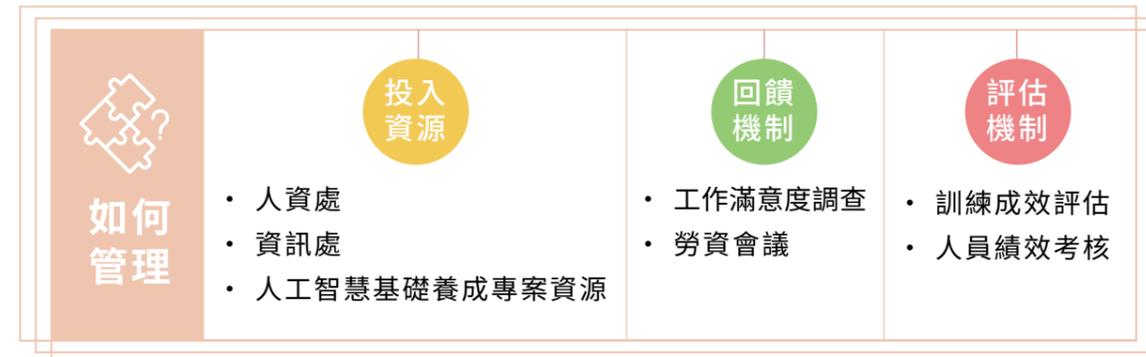 如何
管理
投入
資源
• 人資處
• 資訊處
• 人工智慧基礎養成專案資源
回饋
機制
• 工作滿意度調查
• 勞資會議
評估
機制
• 訓練成效評估
• 人員績效考核